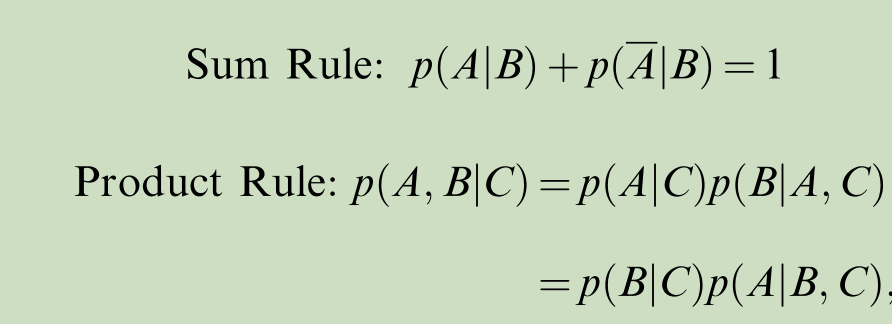 Sum Rule: p(A|B) + p(A̅|B) = 1
Product Rule: p(A, B|C) = p(A|C)p(B|A, C)
= p(B|C)p(A|B, C),